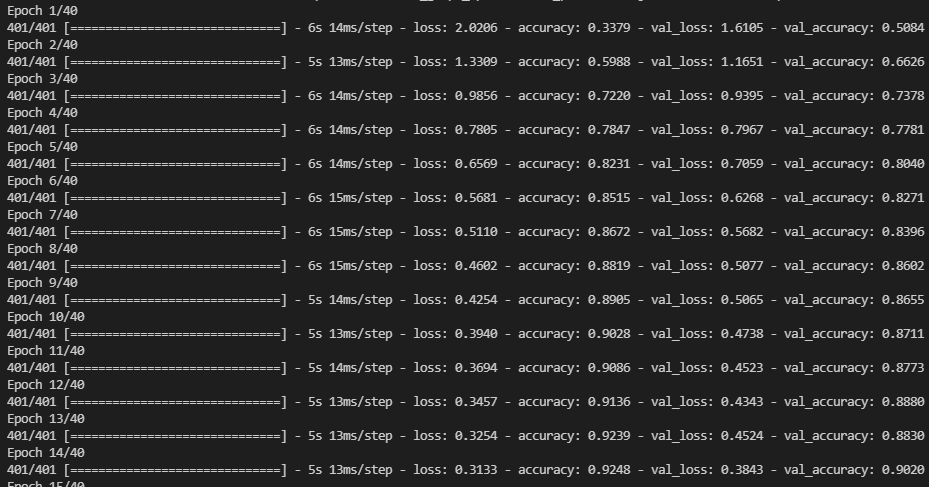 Epoch 1/40
401/401 [==============================] - 6s 14ms/step - loss: 2.0206 - accuracy: 0.3379 - val_loss: 1.6105 - val_accuracy: 0.5084
Epoch 2/40
401/401 [==============================] - 5s 13ms/step - loss: 1.3309 - accuracy: 0.5988 - val_loss: 1.1651 - val_accuracy: 0.6626
Epoch 3/40
401/401 [==============================] - 6s 14ms/step - loss: 0.9856 - accuracy: 0.7220 - val_loss: 0.9395 - val_accuracy: 0.7378
Epoch 4/40
401/401 [==============================] - 6s 14ms/step - loss: 0.7805 - accuracy: 0.7847 - val_loss: 0.7967 - val_accuracy: 0.7781
Epoch 5/40
401/401 [==============================] - 6s 14ms/step - loss: 0.6569 - accuracy: 0.8231 - val_loss: 0.7059 - val_accuracy: 0.8040
Epoch 6/40
401/401 [==============================] - 6s 15ms/step - loss: 0.5681 - accuracy: 0.8515 - val_loss: 0.6268 - val_accuracy: 0.8271
Epoch 7/40
401/401 [==============================] - 6s 15ms/step - loss: 0.5110 - accuracy: 0.8672 - val_loss: 0.5682 - val_accuracy: 0.8396
Epoch 8/40
401/401 [==============================] - 6s 15ms/step - loss: 0.4602 - accuracy: 0.8819 - val_loss: 0.5077 - val_accuracy: 0.8602
Epoch 9/40
401/401 [==============================] - 5s 14ms/step - loss: 0.4254 - accuracy: 0.8905 - val_loss: 0.5065 - val_accuracy: 0.8655
Epoch 10/40
401/401 [==============================] - 5s 13ms/step - loss: 0.3940 - accuracy: 0.9028 - val_loss: 0.4738 - val_accuracy: 0.8711
Epoch 11/40
401/401 [==============================] - 5s 14ms/step - loss: 0.3694 - accuracy: 0.9086 - val_loss: 0.4523 - val_accuracy: 0.8773
Epoch 12/40
401/401 [==============================] - 5s 13ms/step - loss: 0.3457 - accuracy: 0.9136 - val_loss: 0.4343 - val_accuracy: 0.8880
Epoch 13/40
401/401 [==============================] - 5s 13ms/step - loss: 0.3254 - accuracy: 0.9239 - val_loss: 0.4524 - val_accuracy: 0.8830
Epoch 14/40
401/401 [==============================] - 5s 13ms/step - loss: 0.3133 - accuracy: 0.9248 - val_loss: 0.3843 - val_accuracy: 0.9020
Epoch 15/40